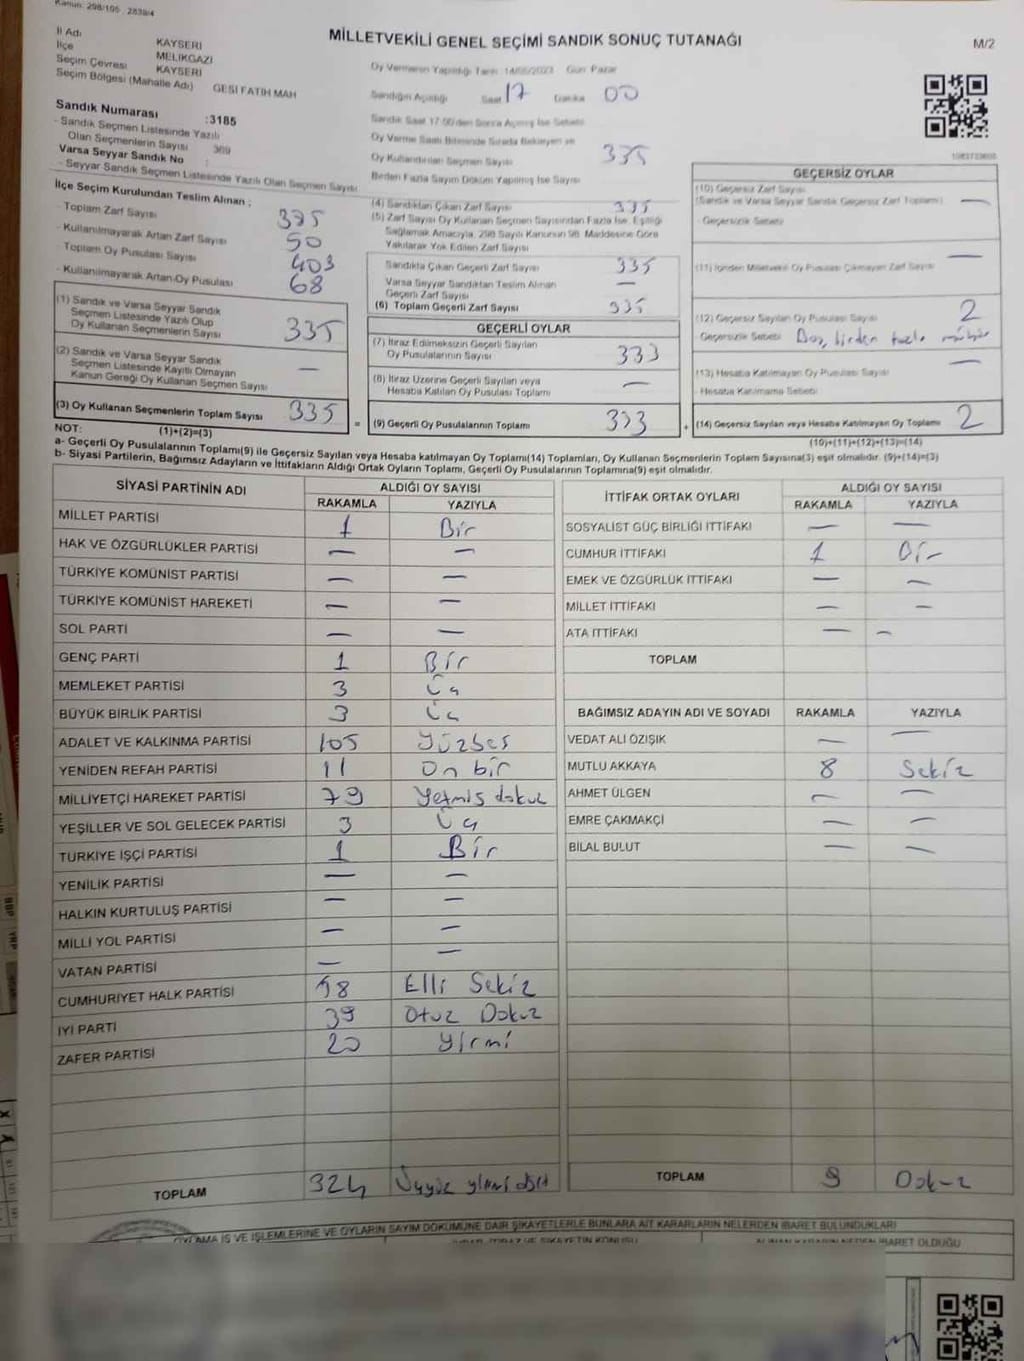 Kanun: 298/105 2839/4
MİLLETVEKİLİ GENEL SEÇİMİ SANDIK SONUÇ TUTANAĞI
M/2
İl Adı KAYSERİ
İlçe MELİKGAZİ
Seçim Çevresi KAYSERİ
Seçim Bölgesi (Mahalle Adı) GESİ FATİH MAH
Sandık Numarası :3185
- Sandık Seçmen Listesinde Yazılı
Olan Seçmenlerin Sayısı 369
Varsa Seyyar Sandık No :
- Seyyar Sandık Seçmen Listesinde Yazılı Olan Seçmen Sayısı
Oy Vermenin Yapıldığı Tarih: 14/05/2023 Gün: Pazar
Sandığın Açıldığı Saat 17 Dakika 00
Sandık Saat 17:00'den Sonra Açılmış İse Sebebi
Oy Verme Saati Bitiminde Sırada Bekleyen ve
Oy Kullandırılan Seçmen Sayısı 335
Birden Fazla Sayım Döküm Yapılmış İse Sayısı
İlçe Seçim Kurulundan Teslim Alınan :
- Toplam Zarf Sayısı
- Kullanılmayarak Artan Zarf Sayısı 50
- Toplam Oy Pusulası Sayısı 403
- Kullanılmayarak Artan Oy Pusulası 68
(1) Sandık ve Varsa Seyyar Sandık
Seçmen Listesinde Yazılı Olup
Oy Kullanan Seçmenlerin Sayısı 335
(2) Sandık ve Varsa Seyyar Sandık
Seçmen Listesinde Kayıtlı Olmayan
Kanun Gereği Oy Kullanan Seçmen Sayısı —
(3) Oy Kullanan Seçmenlerin Toplam Sayısı 335
(1)+(2)=(3)
(4) Sandıktan Çıkan Zarf Sayısı 335
(5) Zarf Sayısı Oy Kullanan Seçmen Sayısından Fazla İse, Eşitliği
Sağlamak Amacıyla, 298 Sayılı Kanunun 98. Maddesine Göre
Yakılarak Yok Edilen Zarf Sayısı
Sandıkta Çıkan Geçerli Zarf Sayısı 335
Varsa Seyyar Sandıktan Teslim Alınan
Geçerli Zarf Sayısı —
(6) Toplam Geçerli Zarf Sayısı 335
GEÇERLİ OYLAR
(7) İtiraz Edilmeksizin Geçerli Sayılan
Oy Pusulalarının Sayısı 333
(8) İtiraz Üzerine Geçerli Sayılan veya
Hesaba Katılan Oy Pusulası Toplamı —
= (9) Geçerli Oy Pusulalarının Toplamı 333
GEÇERSİZ OYLAR
(10) Geçersiz Zarf Sayısı
(Sandık ve Varsa Seyyar Sandık Geçersiz Zarf Toplamı) —
- Geçersizlik Sebebi
(11) İçinden Milletvekili Oy Pusulası Çıkmayan Zarf Sayısı —
(12) Geçersiz Sayılan Oy Pusulası Sayısı 2
Geçersizlik Sebebi Boş, birden fazla mühür
(13) Hesaba Katılmayan Oy Pusulası Sayısı —
- Hesaba Katılmama Sebebi
+ (14) Geçersiz Sayılan veya Hesaba Katılmayan Oy Toplamı 2
(10)+(11)+(12)+(13)=(14)
NOT:
a- Geçerli Oy Pusulalarının Toplamı(9) ile Geçersiz Sayılan veya Hesaba katılmayan Oy Toplamı(14) Toplamları, Oy Kullanan Seçmenlerin Toplam Sayısına(3) eşit olmalıdır. (9)+(14)=(3)
b- Siyasi Partilerin, Bağımsız Adayların ve İttifakların Aldığı Ortak Oyların Toplamı, Geçerli Oy Pusulalarının Toplamına(9) eşit olmalıdır.
SİYASİ PARTİNİN ADI ALDIĞI OY SAYISI
RAKAMLA YAZIYLA
MİLLET PARTİSİ 1 Bir
HAK VE ÖZGÜRLÜKLER PARTİSİ — —
TÜRKİYE KOMÜNİST PARTİSİ — —
TÜRKİYE KOMÜNİST HAREKETİ — —
SOL PARTİ — —
GENÇ PARTİ 1 Bir
MEMLEKET PARTİSİ 3 Üç
BÜYÜK BİRLİK PARTİSİ 3 Üç
ADALET VE KALKINMA PARTİSİ 105 Yüzbeş
YENİDEN REFAH PARTİSİ 11 On bir
MİLLİYETÇİ HAREKET PARTİSİ 79 Yetmiş dokuz
YEŞİLLER VE SOL GELECEK PARTİSİ 3 Üç
TÜRKİYE İŞÇİ PARTİSİ 1 Bir
YENİLİK PARTİSİ — —
HALKIN KURTULUŞ PARTİSİ — —
MİLLİ YOL PARTİSİ — —
VATAN PARTİSİ — —
CUMHURİYET HALK PARTİSİ 58 Elli Sekiz
İYİ PARTİ 39 Otuz Dokuz
ZAFER PARTİSİ 20 Yirmi
TOPLAM 324 Üçyüz yirmi dört
İTTİFAK ORTAK OYLARI ALDIĞI OY SAYISI
RAKAMLA YAZIYLA
SOSYALİST GÜÇ BİRLİĞİ İTTİFAKI — —
CUMHUR İTTİFAKI 1 Bir
EMEK VE ÖZGÜRLÜK İTTİFAKI — —
MİLLET İTTİFAKI — —
ATA İTTİFAKI — —
TOPLAM
BAĞIMSIZ ADAYIN ADI VE SOYADI RAKAMLA YAZIYLA
VEDAT ALİ ÖZIŞIK — —
MUTLU AKKAYA 8 Sekiz
AHMET ÜLGEN — —
EMRE ÇAKMAKÇİ — —
BİLAL BULUT — —
TOPLAM 9 Dokuz
OYLAMA İŞ VE İŞLEMLERİNE VE OYLARIN SAYIM DÖKÜMÜNE DAİR ŞİKAYETLERLE BUNLARA AİT KARARLARIN NELERDEN İBARET BULUNDUKLARI